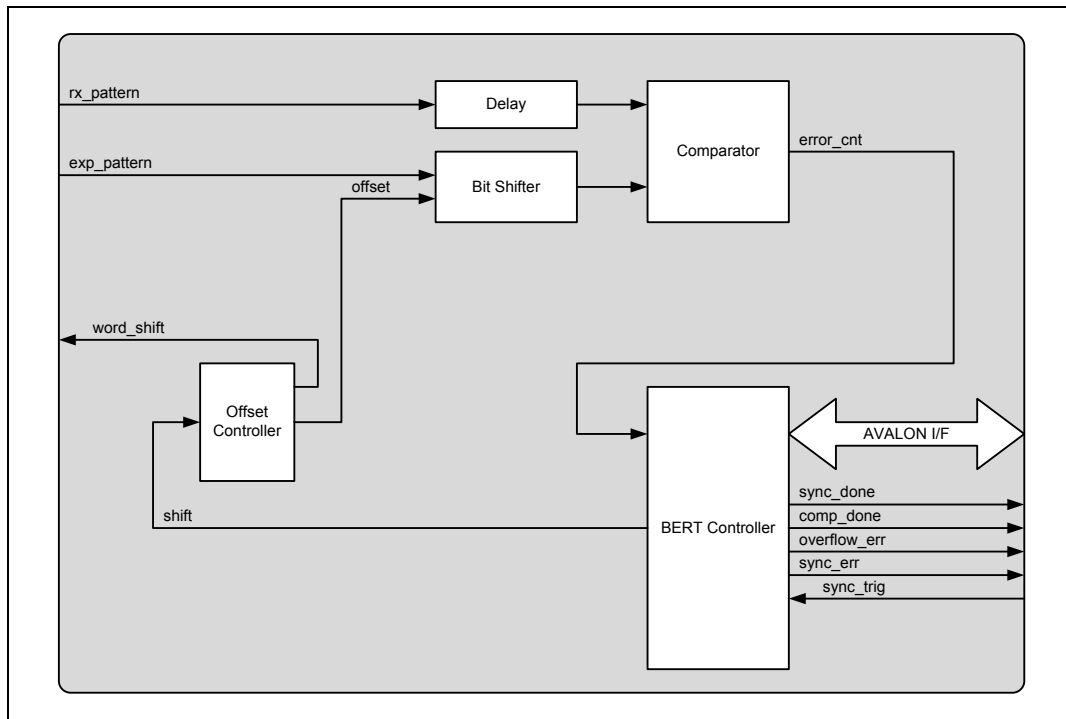 rx_pattern
Delay
Comparator
error_cnt
exp_pattern
Bit Shifter
offset
word_shift
Offset
Controller
AVALON I/F
shift
BERT Controller
sync_done
comp_done
overflow_err
sync_err
sync_trig